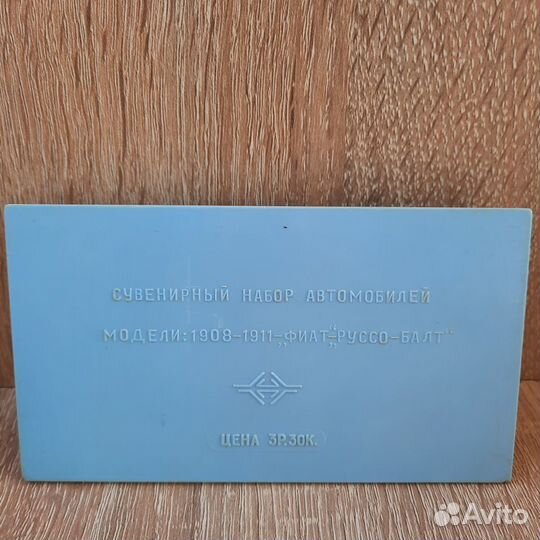 СУВЕНИРНЫЙ НАБОР АВТОМОБИЛЕЙ
МОДЕЛИ: 1908-1911-„ФИАТ-„РУССО-БАЛТ“
ЦЕНА 3Р.30К.
Avito